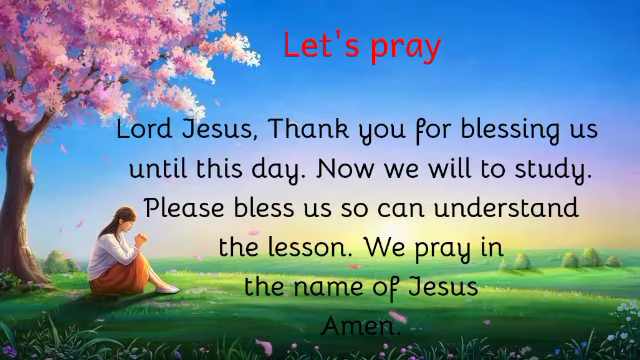 Let's pray
Lord Jesus, Thank you for blessing us
until this day. Now we will to study.
Please bless us so can understand
the lesson. We pray in
the name of Jesus
Amen.